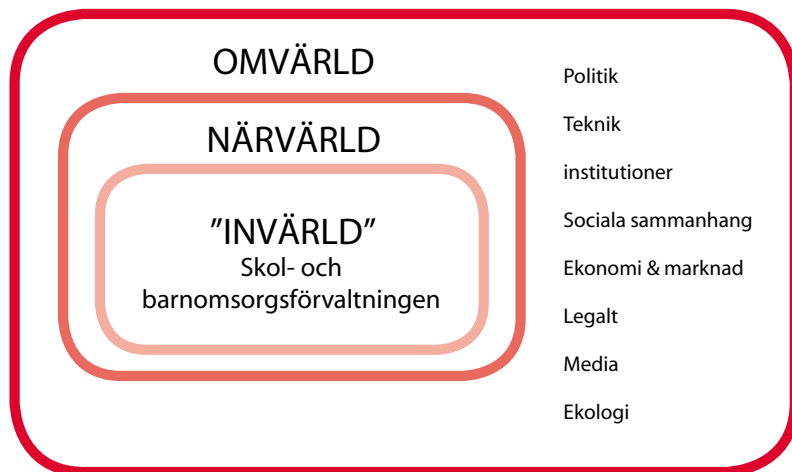 OMVÄRLD
NÄRVÄRLD
”INVÄRLD”
Skol- och
barnomsorgsförvaltningen
Politik
Teknik
institutioner
Sociala sammanhang
Ekonomi & marknad
Legalt
Media
Ekologi